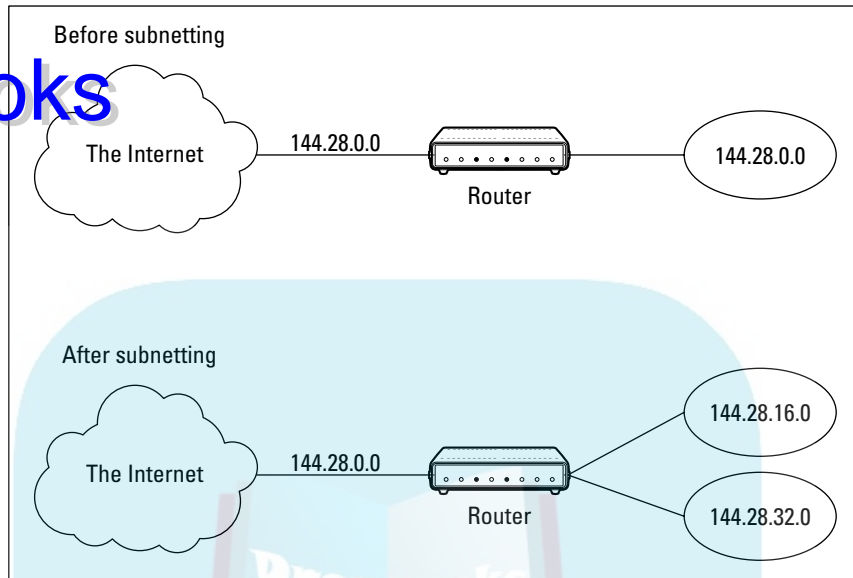 Before subnetting
The Internet
144.28.0.0
Router
144.28.0.0
After subnetting
The Internet
144.28.0.0
Router
144.28.16.0
144.28.32.0